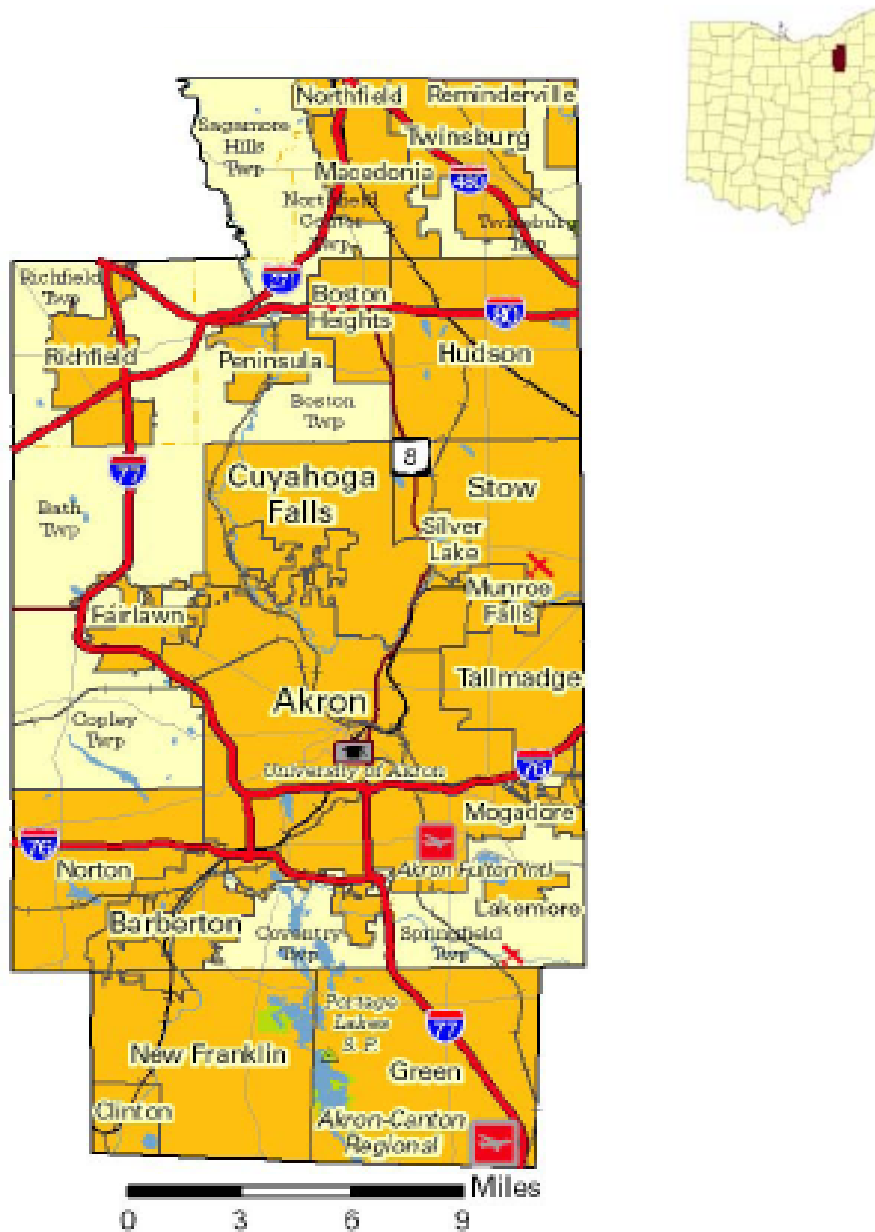 Northfield
Reminderville
Sagamore
Hills
Twp
Twinsburg
Macedonia
480
Northfield
Center
Twp
Twinsburg
Twp
Richfield
Twp
271
Boston
Heights
80
Richfield
Peninsula
Hudson
Boston
Twp
8
77
Cuyahoga
Falls
Stow
Bath
Twp
Silver
Lake
Munroe
Falls
Fairlawn
Tallmadge
Akron
Copley
Twp
University of Akron
76
Mogadore
76
Norton
Akron Fulton Intl
Lakemore
Barberton
Coventry
Twp
Springfield
Twp
Portage
Lakes
S. P.
77
New Franklin
Green
Clinton
Akron-Canton
Regional
Miles
0 3 6 9